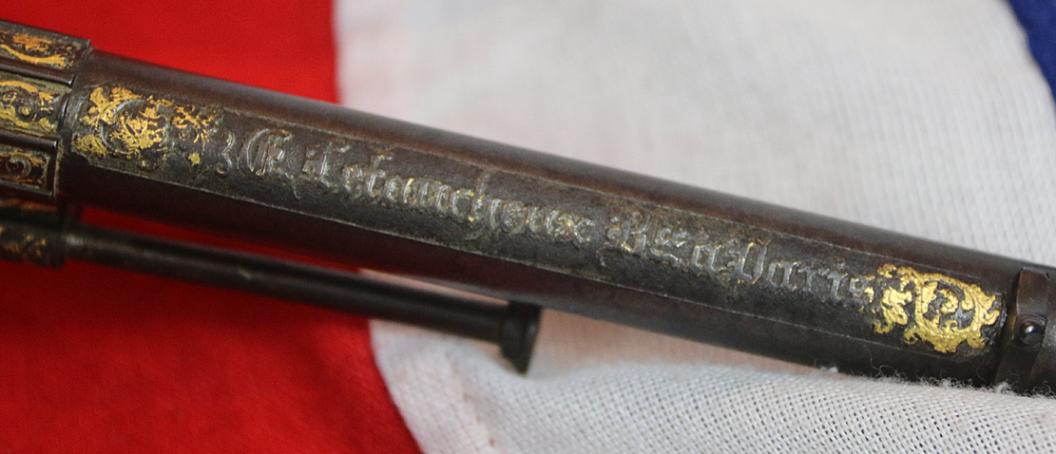 E. Lefaucheux Bté à Paris